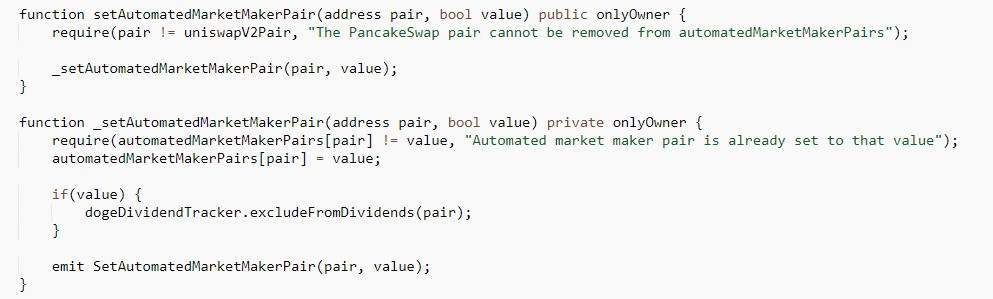 function setAutomatedMarketMakerPair(address pair, bool value) public onlyOwner {
    require(pair != uniswapV2Pair, "The PancakeSwap pair cannot be removed from automatedMarketMakerPairs");
    _setAutomatedMarketMakerPair(pair, value);
}
function _setAutomatedMarketMakerPair(address pair, bool value) private onlyOwner {
    require(automatedMarketMakerPairs[pair] != value, "Automated market maker pair is already set to that value");
    automatedMarketMakerPairs[pair] = value;
    if(value) {
        dogeDividendTracker.excludeFromDividends(pair);
    }
    emit SetAutomatedMarketMakerPair(pair, value);
}